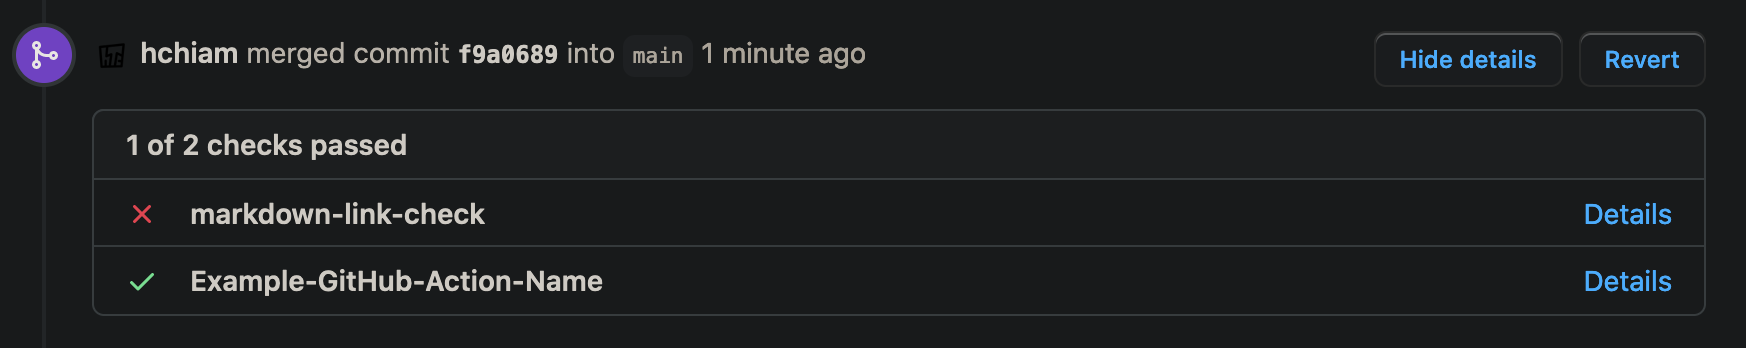 hchiam merged commit f9a0689 into main 1 minute ago
Hide details
Revert
1 of 2 checks passed
markdown-link-check
Details
Example-GitHub-Action-Name
Details